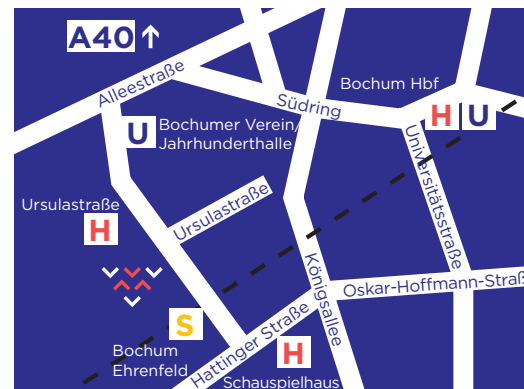 A40 ↑
Alleestraße
Südring
Bochum Hbf
H U
U
Bochumer Verein/
Jahrhunderthalle
Universitätsstraße
Ursulastraße
H
Ursulastraße
Königsallee
Oskar-Hoffmann-Straß
S
Bochum
Ehrenfeld
Hattinger Straße
H
Schauspielhaus